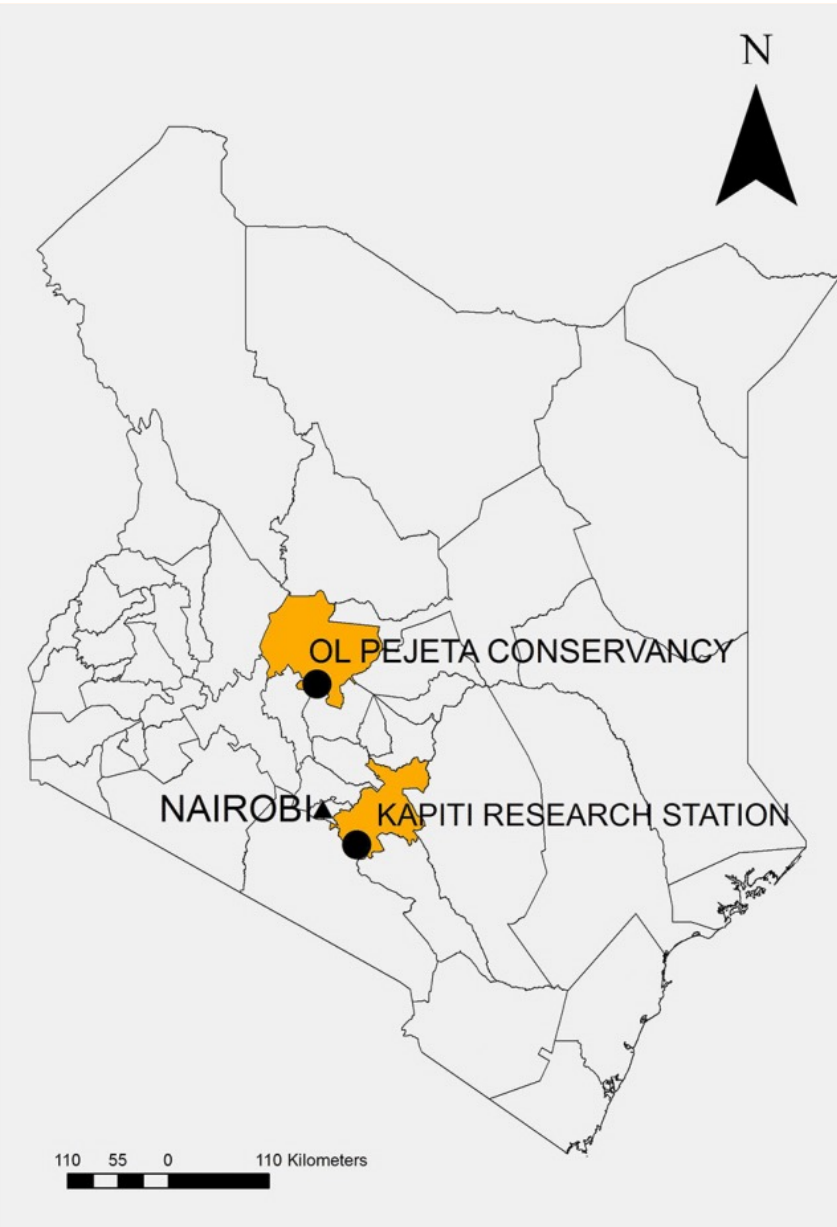 N
OL PEJETA CONSERVANCY
NAIROBI
KAPITI RESEARCH STATION
110 55 0 110 Kilometers